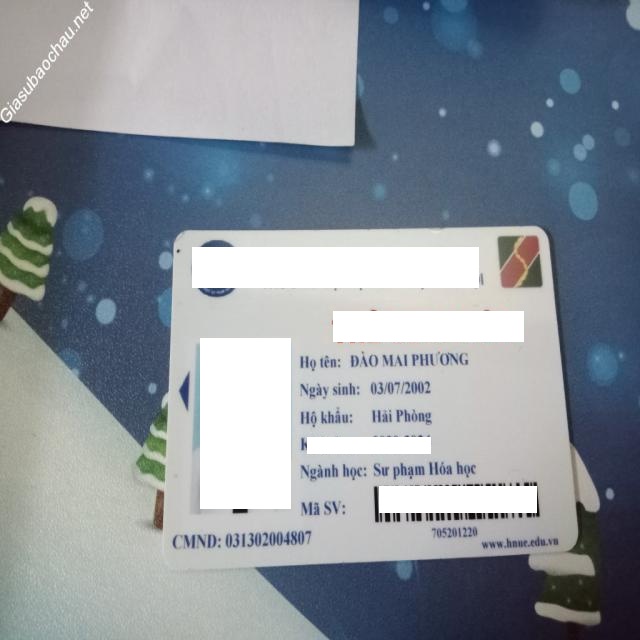 Giasubaochau.net
Họ tên: ĐÀO MAI PHƯƠNG
Ngày sinh: 03/07/2002
Hộ khẩu: Hải Phòng
Ngành học: Sư phạm Hóa học
Mã SV:
705201220
CMND: 031302004807
www.hnue.edu.vn